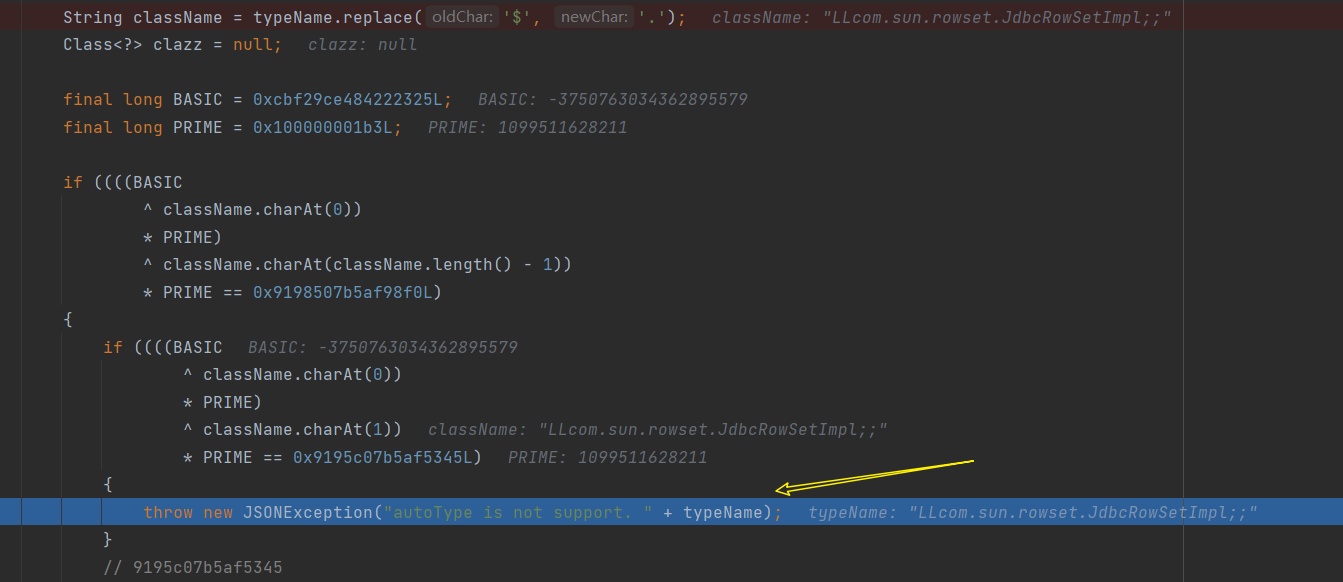 String className = typeName.replace( oldChar: '$', newChar: '.'); className: "LLcom.sun.rowset.JdbcRowSetImpl;;"
Class<?> clazz = null; clazz: null
final long BASIC = 0xcbf29ce484222325L; BASIC: -3750763034362895579
final long PRIME = 0x100000001b3L; PRIME: 1099511628211
if ((((BASIC
^ className.charAt(0))
* PRIME)
^ className.charAt(className.length() - 1))
* PRIME == 0x9198507b5af98f0L)
{
if ((((BASIC BASIC: -3750763034362895579
^ className.charAt(0))
* PRIME)
^ className.charAt(1)) className: "LLcom.sun.rowset.JdbcRowSetImpl;;"
* PRIME == 0x9195c07b5af5345L) PRIME: 1099511628211
{
throw new JSONException("autoType is not support. " + typeName); typeName: "LLcom.sun.rowset.JdbcRowSetImpl;;"
}
// 9195c07b5af5345